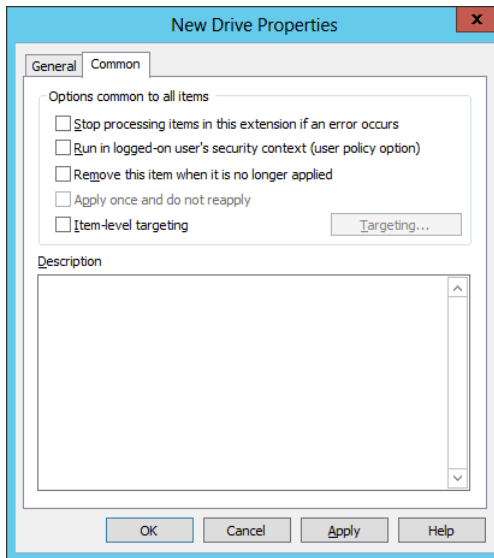 New Drive Properties
x
General
Common
Options common to all items
Stop processing items in this extension if an error occurs
Run in logged-on user's security context (user policy option)
Remove this item when it is no longer applied
Apply once and do not reapply
Item-level targeting
Targeting...
Description
OK
Cancel
Apply
Help